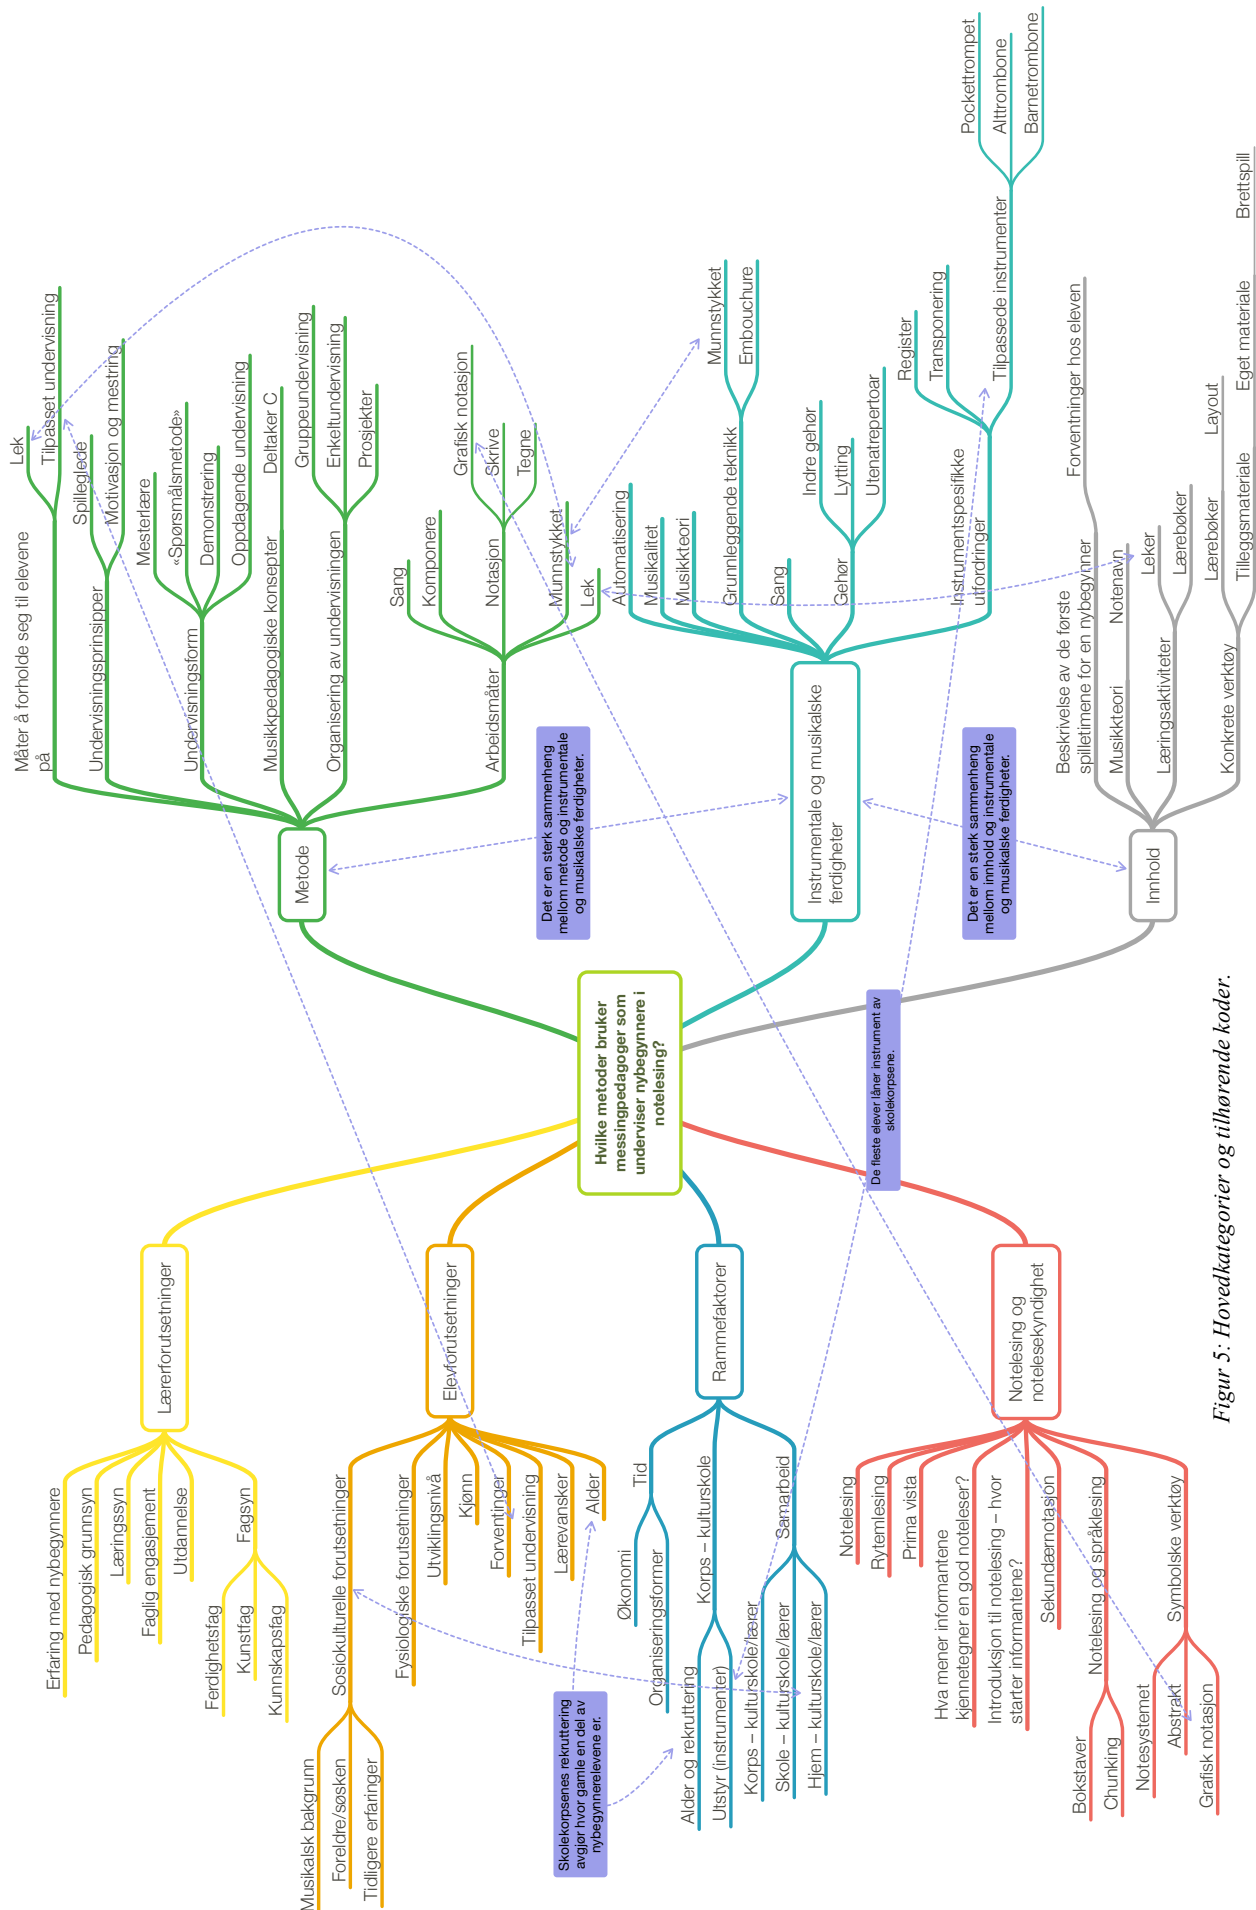 Hvilke metoder bruker
messingpedagoger som
underviser nybegynnere i
notelesing?
Lærerforutsetninger
Erfaring med nybegynnere
Pedagogisk grunnsyn
Læringssyn
Faglig engasjement
Utdannelse
Fagsyn
Ferdighetsfag
Kunstfag
Kunnskapsfag
Elevforutsetninger
Sosiokulturelle forutsetninger
Musikalsk bakgrunn
Foreldre/søsken
Tidligere erfaringer
Fysiologiske forutsetninger
Utviklingsnivå
Kjønn
Forventinger
Tilpasset undervisning
Lærevansker
Alder
Skolekorpsenes rekruttering
avgjør hvor gamle en del av
nybegynnerelevene er.
Rammefaktorer
Tid
Økonomi
Organiseringsformer
Korps – kulturskole
Alder og rekruttering
Utstyr (instrumenter)
Samarbeid
Korps – kulturskole/lærer
Skole – kulturskole/lærer
Hjem – kulturskole/lærer
De fleste elever låner instrument av
skolekorpsene.
Notelesing og
notelesekyndighet
Notelesing
Rytemlesing
Prima vista
Hva mener informantene
kjennetegner en god noteleser?
Introduksjon til notelesing – hvor
starter informantene?
Sekundærnotasjon
Notelesing og språklesing
Bokstaver
Chunking
Symbolske verktøy
Notesystemet
Abstrakt
Grafisk notasjon
Metode
Måter å forholde seg til elevene
på
Lek
Tilpasset undervisning
Undervisningsprinsipper
Spilleglede
Motivasjon og mestring
Undervisningsform
Mesterlære
«Spørsmålsmetode»
Demonstrering
Oppdagende undervisning
Musikkpedagogiske konsepter
Deltaker C
Organisering av undervisningen
Gruppeundervisning
Enkeltundervisning
Prosjekter
Arbeidsmåter
Sang
Komponere
Notasjon
Grafisk notasjon
Skrive
Tegne
Munnstykket
Lek
Det er en sterk sammenheng
mellom metode og instrumentale
og musikalske ferdigheter.
Instrumentale og musikalske
ferdigheter
Automatisering
Musikalitet
Musikkteori
Grunnleggende teknikk
Munnstykket
Embouchure
Sang
Gehør
Indre gehør
Lytting
Utenatrepertoar
Instrumentspesifikke
utfordringer
Register
Transponering
Tilpassede instrumenter
Pockettrompet
Alttrombone
Barnetrombone
Det er en sterk sammenheng
mellom innhold og instrumentale
og musikalske ferdigheter.
Innhold
Beskrivelse av de første
spilletimene for en nybegynner
Forventninger hos eleven
Musikkteori
Notenavn
Læringsaktiviteter
Leker
Lærebøker
Konkrete verktøy
Lærebøker
Layout
Tilleggsmateriale
Eget materiale
Brettspill
Figur 5: Hovedkategorier og tilhørende koder.